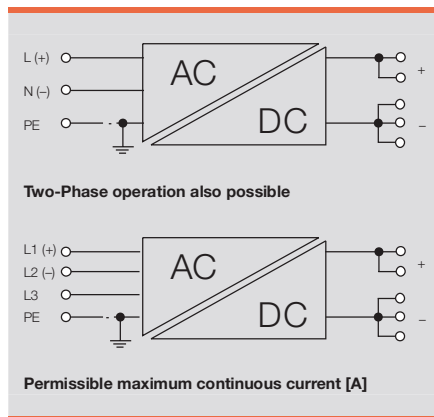 L (+)
AC
+
N (–)
PE
DC
–
Two-Phase operation also possible
L1 (+)
AC
+
L2 (–)
L3
PE
DC
–
Permissible maximum continuous current [A]